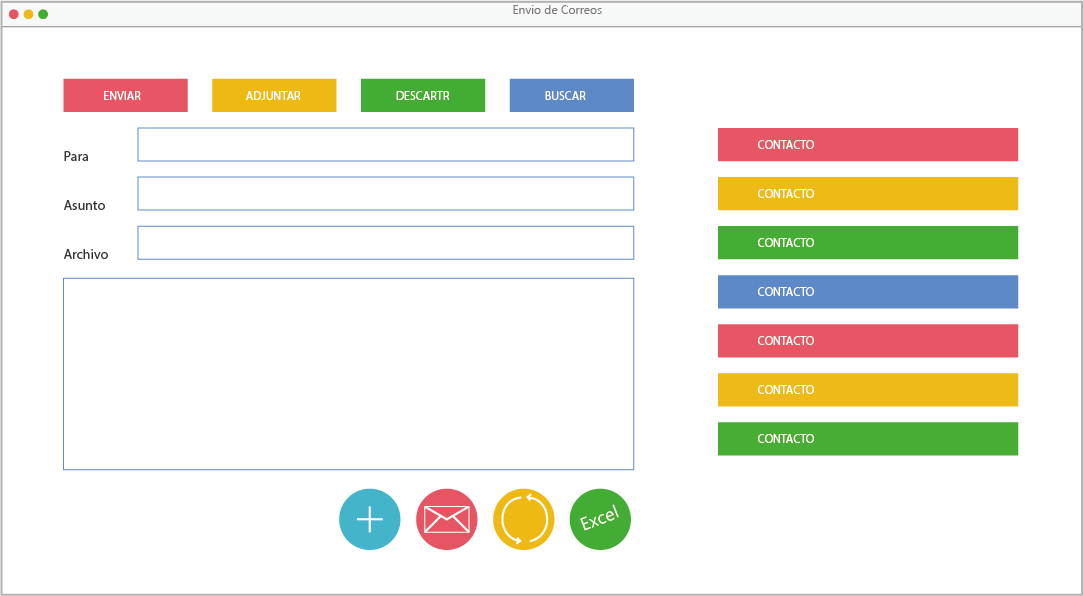 Envio de Correos
ENVIAR
ADJUNTAR
DESCARTR
BUSCAR
Para
Asunto
Archivo
CONTACTO
CONTACTO
CONTACTO
CONTACTO
CONTACTO
CONTACTO
CONTACTO
Excel